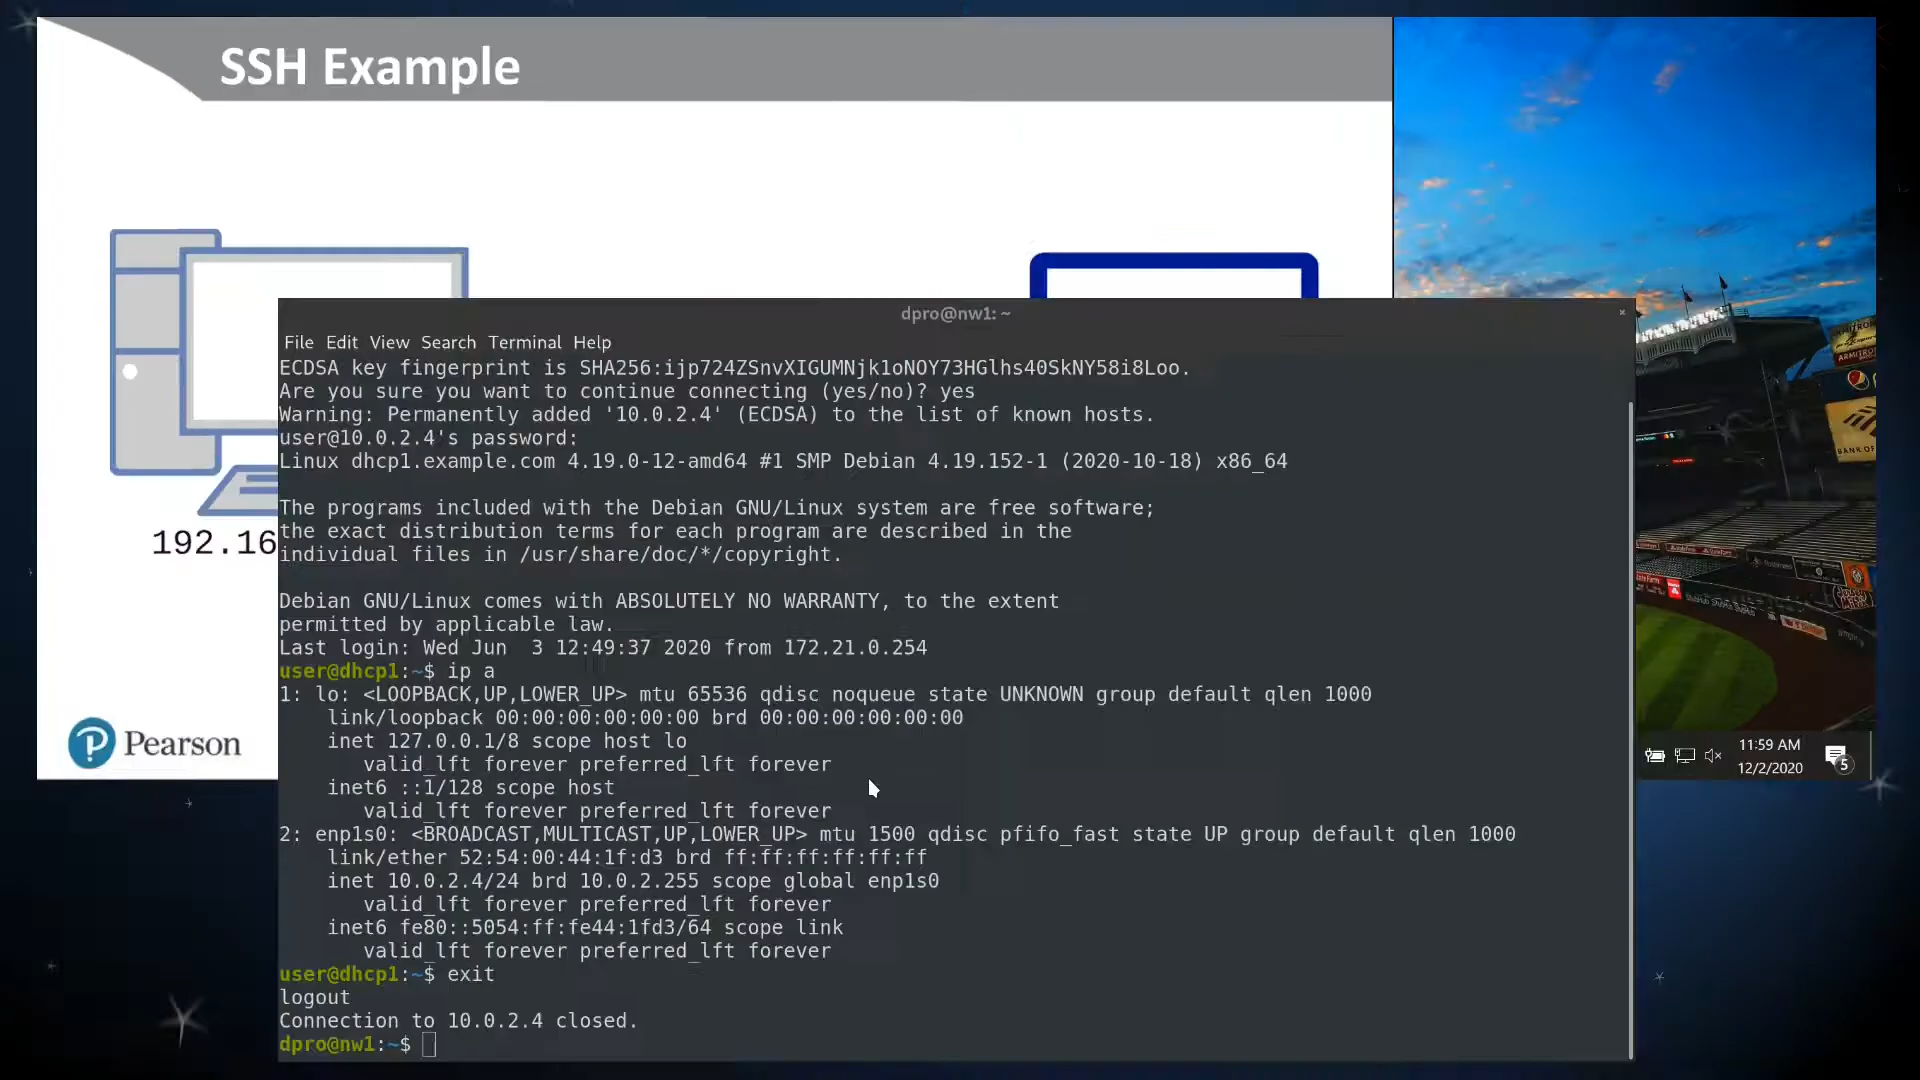 SSH Example
192.16
Pearson
dpro@nw1: ~
File Edit View Search Terminal Help
ECDSA key fingerprint is SHA256:ijp724ZSnvXIGUMNjk1oNOY73HGlhs40SkNY58i8Loo.
Are you sure you want to continue connecting (yes/no)? yes
Warning: Permanently added '10.0.2.4' (ECDSA) to the list of known hosts.
user@10.0.2.4's password:
Linux dhcp1.example.com 4.19.0-12-amd64 #1 SMP Debian 4.19.152-1 (2020-10-18) x86_64
The programs included with the Debian GNU/Linux system are free software;
the exact distribution terms for each program are described in the
individual files in /usr/share/doc/*/copyright.
Debian GNU/Linux comes with ABSOLUTELY NO WARRANTY, to the extent
permitted by applicable law.
Last login: Wed Jun  3 12:49:37 2020 from 172.21.0.254
user@dhcp1:~$ ip a
1: lo: <LOOPBACK,UP,LOWER_UP> mtu 65536 qdisc noqueue state UNKNOWN group default qlen 1000
    link/loopback 00:00:00:00:00:00 brd 00:00:00:00:00:00
    inet 127.0.0.1/8 scope host lo
       valid_lft forever preferred_lft forever
    inet6 ::1/128 scope host
       valid_lft forever preferred_lft forever
2: enp1s0: <BROADCAST,MULTICAST,UP,LOWER_UP> mtu 1500 qdisc pfifo_fast state UP group default qlen 1000
    link/ether 52:54:00:44:1f:d3 brd ff:ff:ff:ff:ff:ff
    inet 10.0.2.4/24 brd 10.0.2.255 scope global enp1s0
       valid_lft forever preferred_lft forever
    inet6 fe80::5054:ff:fe44:1fd3/64 scope link
       valid_lft forever preferred_lft forever
user@dhcp1:~$ exit
logout
Connection to 10.0.2.4 closed.
dpro@nw1:~$
11:59 AM
12/2/2020
5